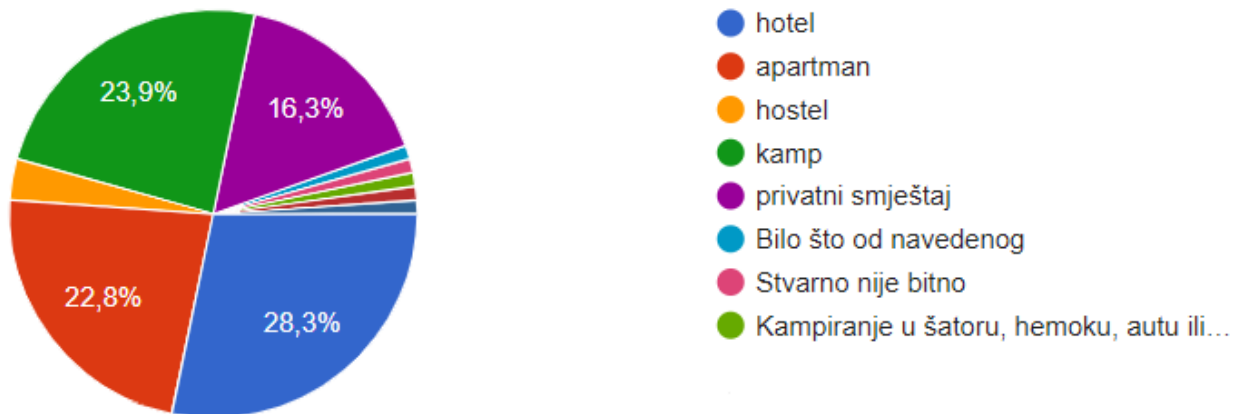 23,9%
16,3%
22,8%
28,3%
hotel
apartman
hostel
kamp
privatni smještaj
Bilo što od navedenog
Stvarno nije bitno
Kampiranje u šatoru, hemoku, autu ili...